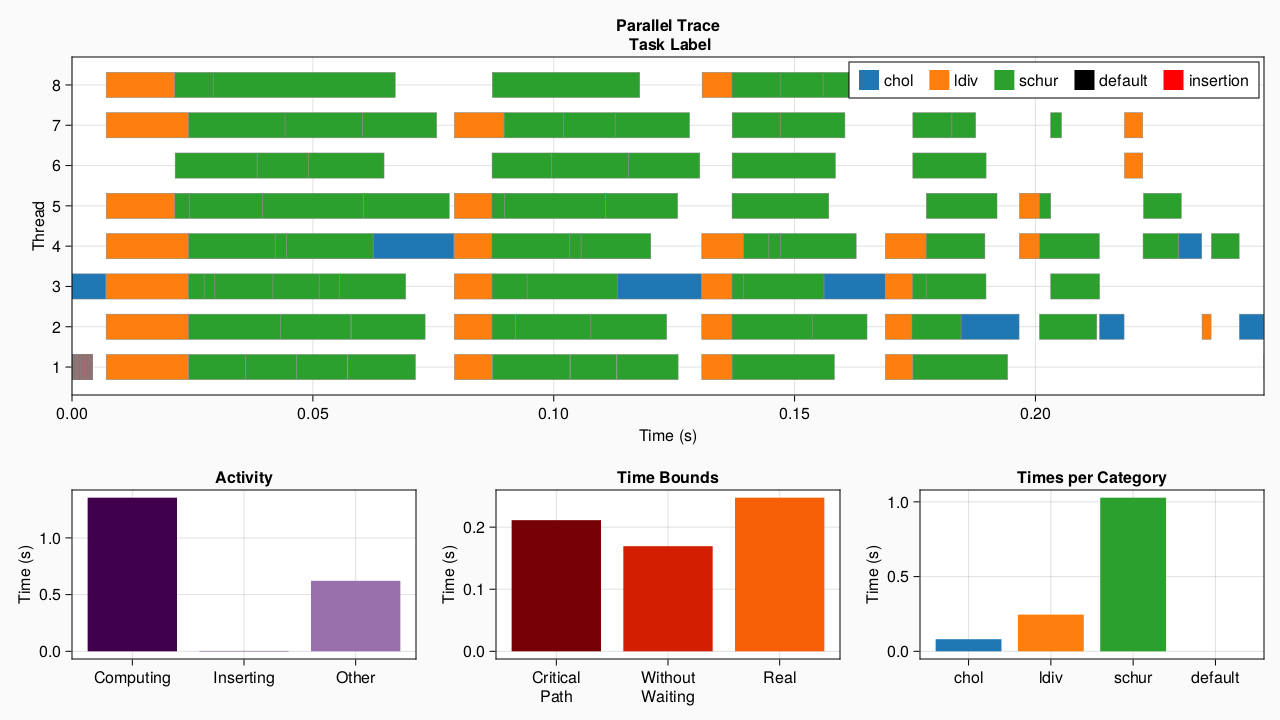 Parallel Trace
Task Label
chol ldiv schur default insertion
Thread
8
7
6
5
4
3
2
1
0.00 0.05 0.10 0.15 0.20
Time (s)
Activity
Time (s)
1.0
0.5
0.0
Computing Inserting Other
Time Bounds
Time (s)
0.2
0.1
0.0
Critical Path Without Waiting Real
Times per Category
Time (s)
1.0
0.5
0.0
chol ldiv schur default